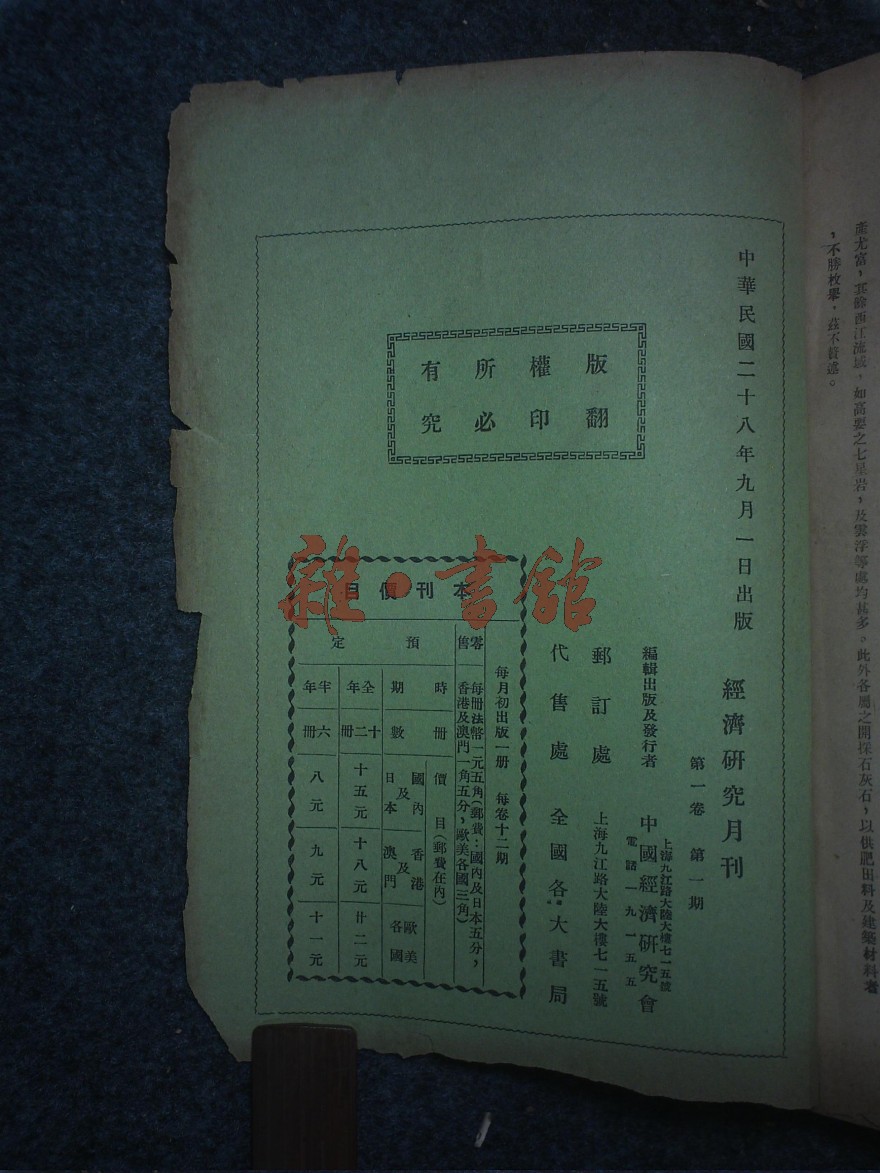 產尤富，其餘西江流域，如高要之七星岩，及雲浮等處均甚多。此外各屬之開採石灰石，以供肥田料及建築材料者
，不勝枚舉，茲不贅述。
中華民國二十八年九月一日出版
經濟研究月刊
第一卷 第一期
編輯出版及發行者 中國經濟研究會
上海九江路大陸大樓七一五號
電話一九一五五
郵訂處 上海九江路大陸大樓七一五號
代售處 全國各大書局
版權所有
翻印必究
本刊價目
每月初出版一册 每卷十二期
零售
每冊法幣一元五角(郵費：國內及日本五分，
香港及澳門一角五分，歐美各國三角)
預定
時期 冊數 價目(郵費在內)
國內及日本 香港及澳門 歐美各國
全年 十二冊 十五元 十八元 廿二元
半年 六冊 八元 九元 十一元
雜·書館